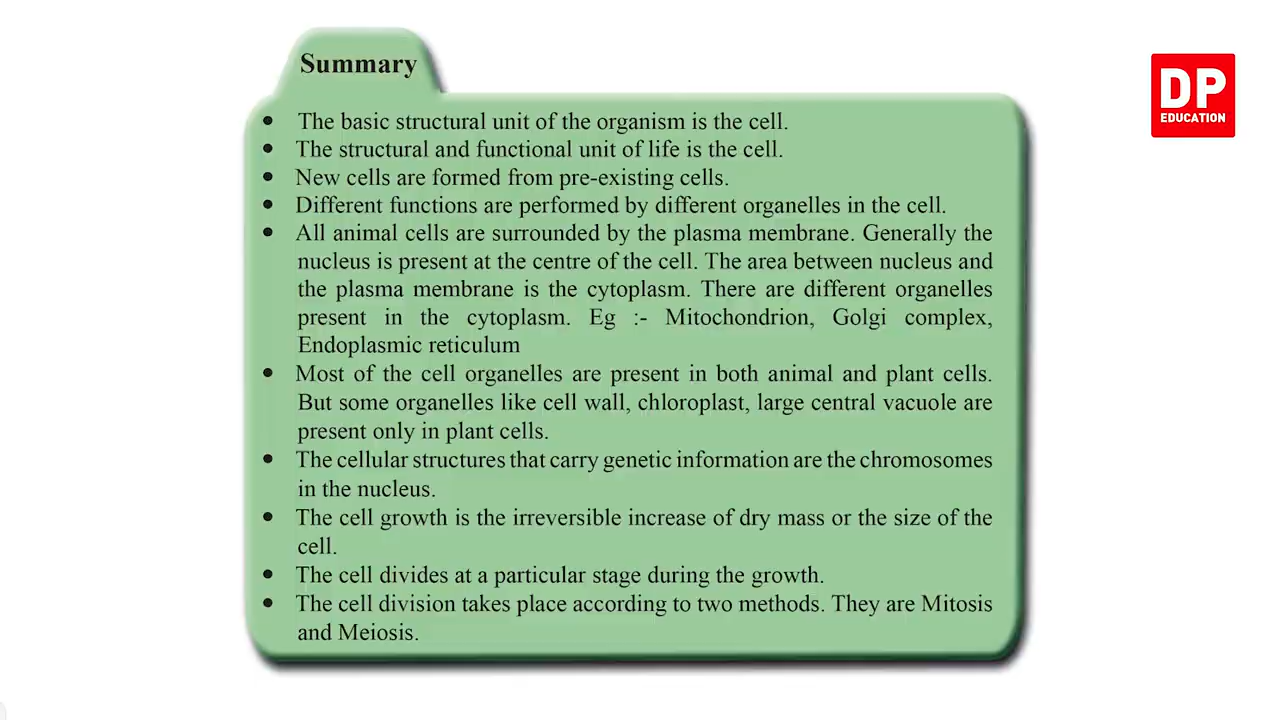 Summary
DP
EDUCATION
• The basic structural unit of the organism is the cell.
• The structural and functional unit of life is the cell.
• New cells are formed from pre-existing cells.
• Different functions are performed by different organelles in the cell.
• All animal cells are surrounded by the plasma membrane. Generally the
nucleus is present at the centre of the cell. The area between nucleus and
the plasma membrane is the cytoplasm. There are different organelles
present in the cytoplasm. Eg :- Mitochondrion, Golgi complex,
Endoplasmic reticulum
• Most of the cell organelles are present in both animal and plant cells.
But some organelles like cell wall, chloroplast, large central vacuole are
present only in plant cells.
• The cellular structures that carry genetic information are the chromosomes
in the nucleus.
• The cell growth is the irreversible increase of dry mass or the size of the
cell.
• The cell divides at a particular stage during the growth.
• The cell division takes place according to two methods. They are Mitosis
and Meiosis.